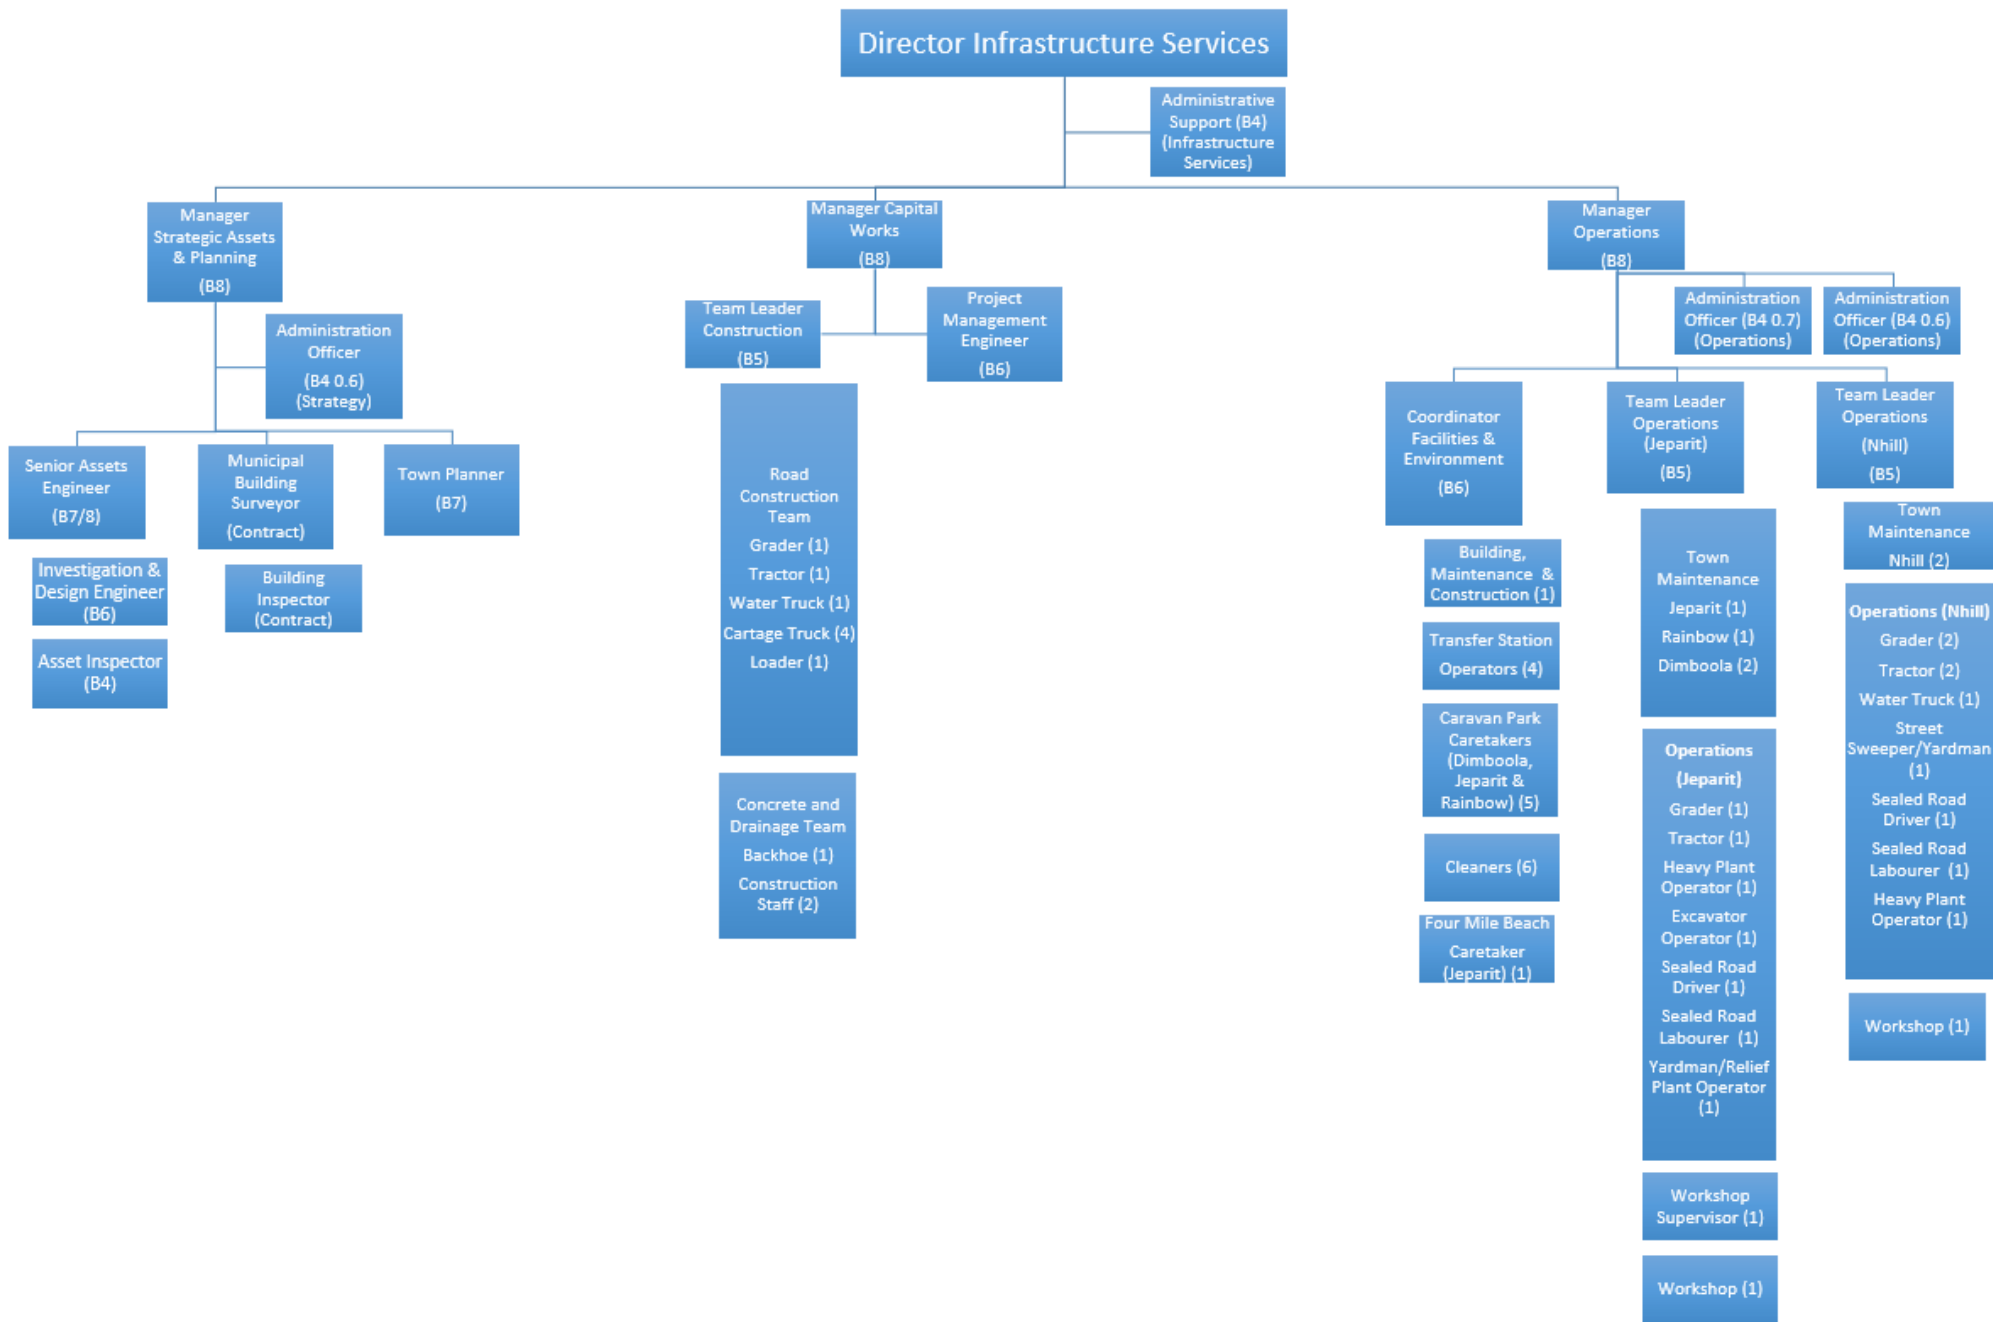 Director Infrastructure Services
Administrative
Support (B4)
(Infrastructure
Services)
Manager
Strategic Assets
& Planning
(B8)
Manager Capital
Works
(B8)
Manager
Operations
(B8)
Administration
Officer
(B4 0.6)
(Strategy)
Team Leader
Construction
(B5)
Project
Management
Engineer
(B6)
Administration
Officer (B4 0.7)
(Operations)
Administration
Officer (B4 0.6)
(Operations)
Senior Assets
Engineer
(B7/8)
Municipal
Building
Surveyor
(Contract)
Town Planner
(B7)
Investigation &
Design Engineer
(B6)
Asset Inspector
(B4)
Building
Inspector
(Contract)
Road
Construction
Team
Grader (1)
Tractor (1)
Water Truck (1)
Cartage Truck (4)
Loader (1)
Concrete and
Drainage Team
Backhoe (1)
Construction
Staff (2)
Coordinator
Facilities &
Environment
(B6)
Building,
Maintenance &
Construction (1)
Transfer Station
Operators (4)
Caravan Park
Caretakers
(Dimboola,
Jeparit &
Rainbow) (5)
Cleaners (6)
Four Mile Beach
Caretaker
(Jeparit) (1)
Team Leader
Operations
(Jeparit)
(B5)
Town
Maintenance
Jeparit (1)
Rainbow (1)
Dimboola (2)
Operations
(Jeparit)
Grader (1)
Tractor (1)
Heavy Plant
Operator (1)
Excavator
Operator (1)
Sealed Road
Driver (1)
Sealed Road
Labourer (1)
Yardman/Relief
Plant Operator
(1)
Workshop
Supervisor (1)
Workshop (1)
Team Leader
Operations
(Nhill)
(B5)
Town
Maintenance
Nhill (2)
Operations (Nhill)
Grader (2)
Tractor (2)
Water Truck (1)
Street
Sweeper/Yardman
(1)
Sealed Road
Driver (1)
Sealed Road
Labourer (1)
Heavy Plant
Operator (1)
Workshop (1)